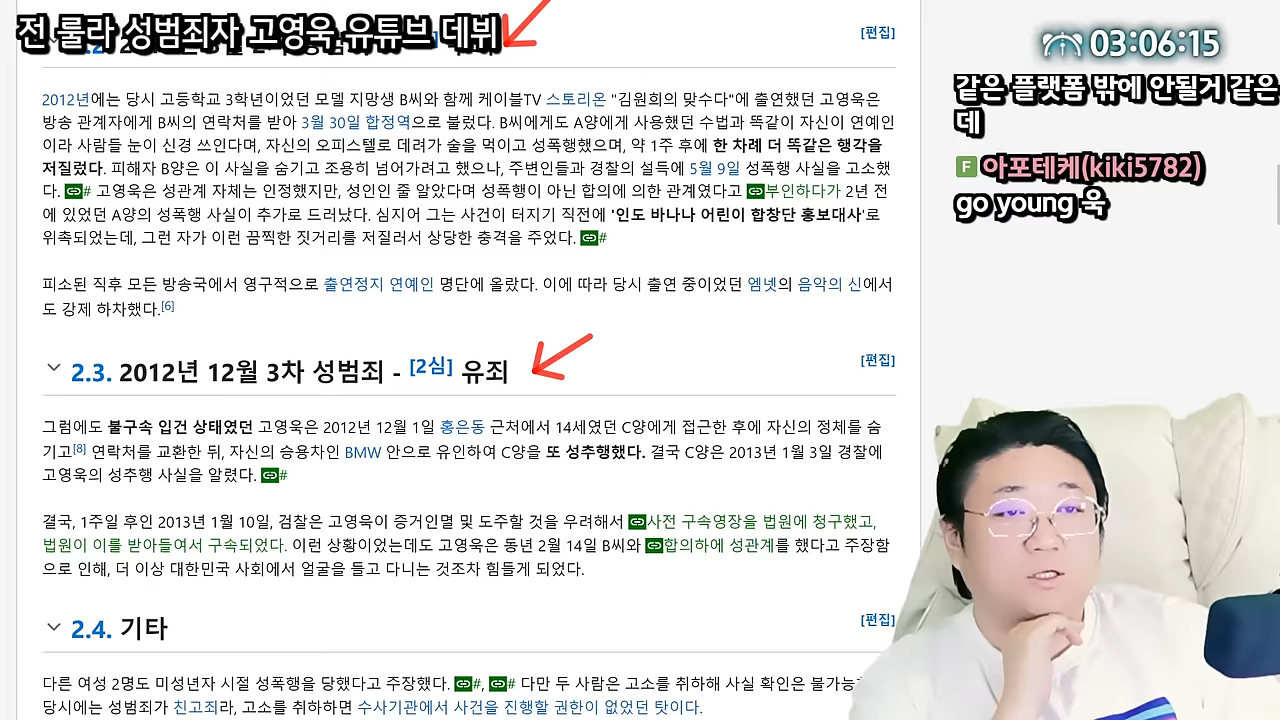 전 룰라 성범죄자 고영욱 유튜브 데뷔
[편집]
03:06:15
2012년에는 당시 고등학교 3학년이었던 모델 지망생 B씨와 함께 케이블TV 스토리온 "김원희의 맞수다"에 출연했던 고영욱은
방송 관계자에게 B씨의 연락처를 받아 3월 30일 합정역으로 불렀다. B씨에게도 A양에게 사용했던 수법과 똑같이 자신이 연예인
이라 사람들 눈이 신경 쓰인다며, 자신의 오피스텔로 데려가 술을 먹이고 성폭행했으며, 약 1주 후에 한 차례 더 똑같은 행각을
저질렀다. 피해자 B양은 이 사실을 숨기고 조용히 넘어가려고 했으나, 주변인들과 경찰의 설득에 5월 9일 성폭행 사실을 고소했
다. # 고영욱은 성관계 자체는 인정했지만, 성인인 줄 알았다며 성폭행이 아닌 합의에 의한 관계였다고 부인하다가 2년 전
에 있었던 A양의 성폭행 사실이 추가로 드러났다. 심지어 그는 사건이 터지기 직전에 '인도 바나나 어린이 합창단 홍보대사'로
위촉되었는데, 그런 자가 이런 끔찍한 짓거리를 저질러서 상당한 충격을 주었다. #
피소된 직후 모든 방송국에서 영구적으로 출연정지 연예인 명단에 올랐다. 이에 따라 당시 출연 중이었던 엠넷의 음악의 신에서
도 강제 하차했다.[6]
2.3. 2012년 12월 3차 성범죄 - [2심] 유죄
[편집]
그럼에도 불구속 입건 상태였던 고영욱은 2012년 12월 1일 홍은동 근처에서 14세였던 C양에게 접근한 후에 자신의 정체를 숨
기고[8] 연락처를 교환한 뒤, 자신의 승용차인 BMW 안으로 유인하여 C양을 또 성추행했다. 결국 C양은 2013년 1월 3일 경찰에
고영욱의 성추행 사실을 알렸다. #
결국, 1주일 후인 2013년 1월 10일, 검찰은 고영욱이 증거인멸 및 도주할 것을 우려해서 사전 구속영장을 법원에 청구했고,
법원이 이를 받아들여서 구속되었다. 이런 상황이었는데도 고영욱은 동년 2월 14일 B씨와 합의하에 성관계를 했다고 주장함
으로 인해, 더 이상 대한민국 사회에서 얼굴을 들고 다니는 것조차 힘들게 되었다.
2.4. 기타
[편집]
다른 여성 2명도 미성년자 시절 성폭행을 당했다고 주장했다. #, # 다만 두 사람은 고소를 취하해 사실 확인은 불가능
당시에는 성범죄가 친고죄라, 고소를 취하하면 수사기관에서 사건을 진행할 권한이 없었던 탓이다.
같은 플랫폼 밖에 안될거 같은
데
F 아포테케(kiki5782)
go young 욱